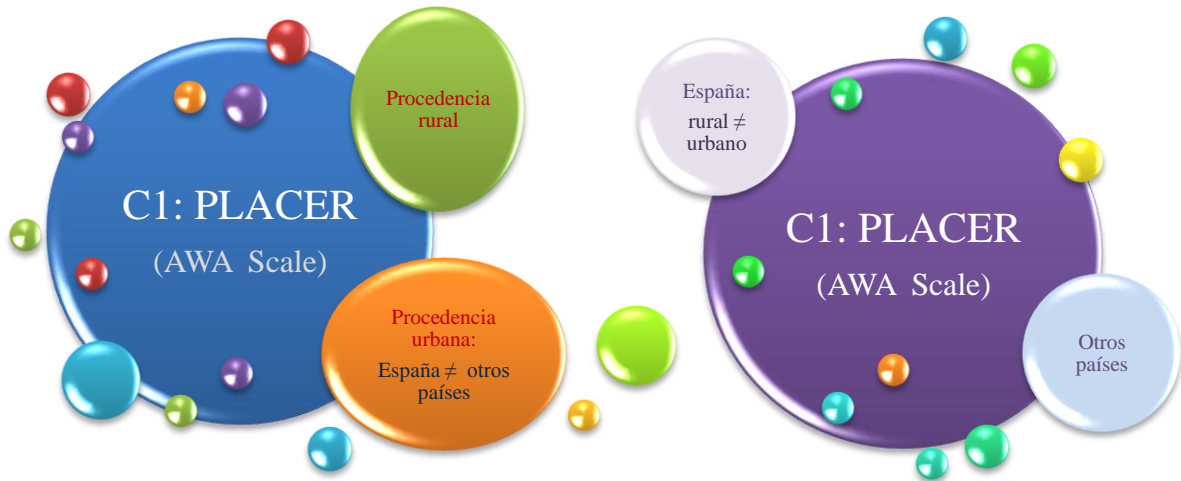 Procedencia
rural
C1: PLACER
(AWA Scale)
Procedencia
urbana:
España ≠ otros
países
España:
rural ≠
urbano
C1: PLACER
(AWA Scale)
Otros
países